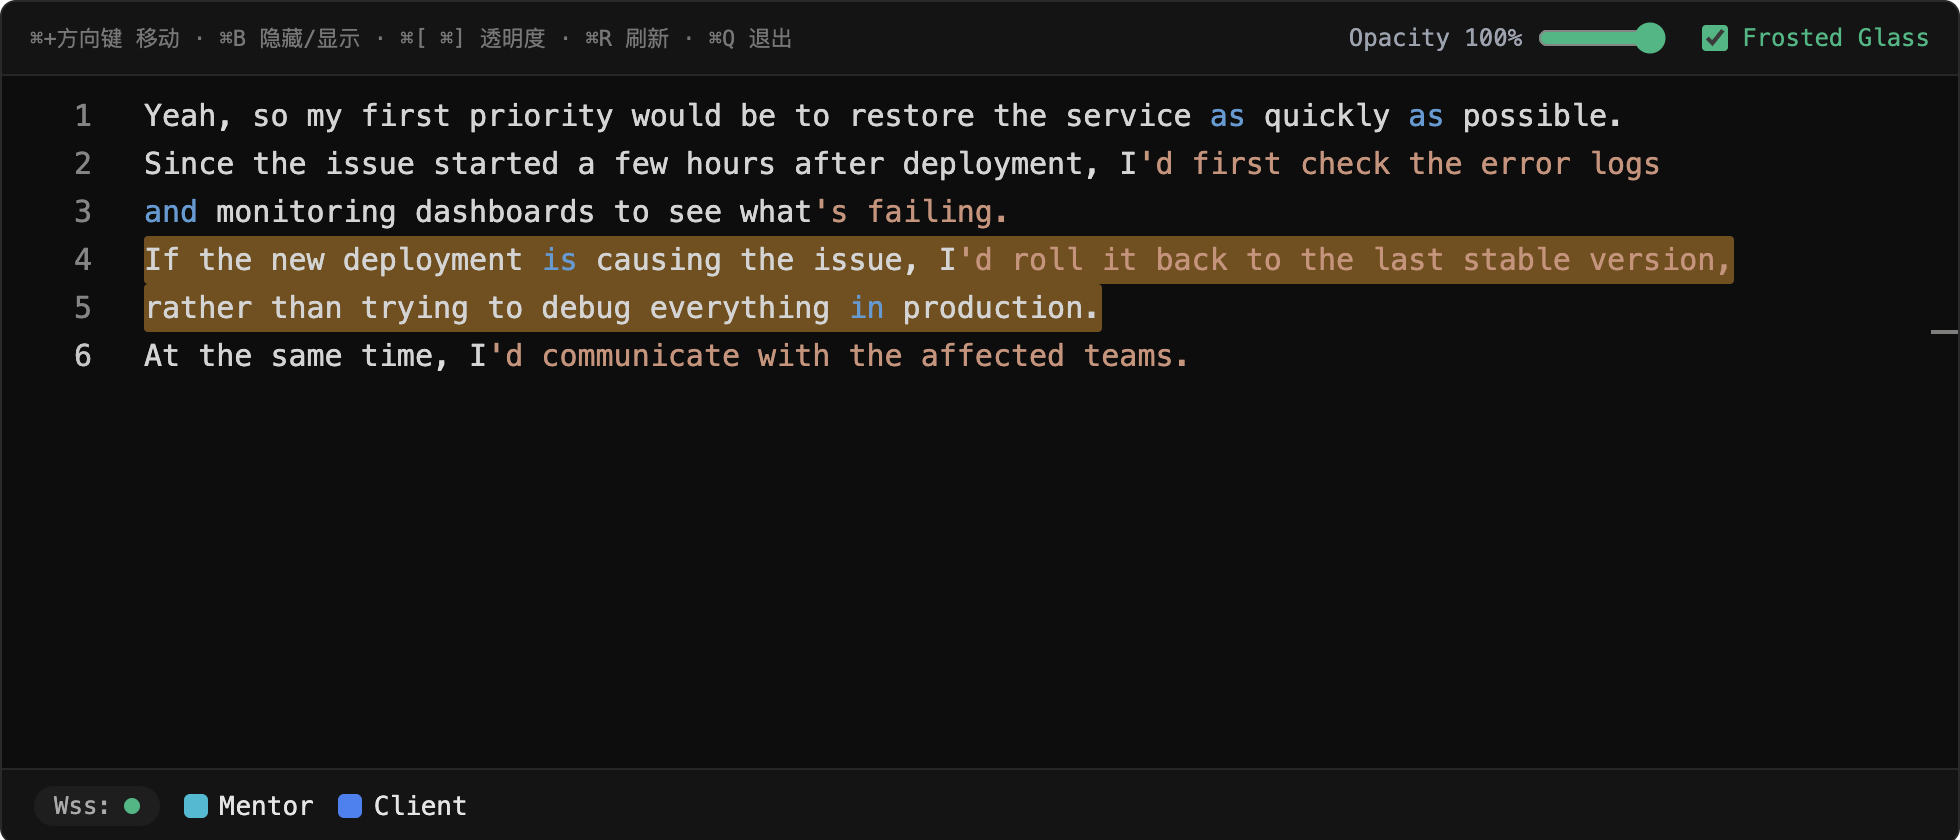 ⌘+方向键 移动 · ⌘B 隐藏/显示 · ⌘[ ⌘] 透明度 · ⌘R 刷新 · ⌘Q 退出
Opacity 100% Frosted Glass
1 Yeah, so my first priority would be to restore the service as quickly as possible.
2 Since the issue started a few hours after deployment, I'd first check the error logs
3 and monitoring dashboards to see what's failing.
4 If the new deployment is causing the issue, I'd roll it back to the last stable version,
5 rather than trying to debug everything in production.
6 At the same time, I'd communicate with the affected teams.
Wss: Mentor Client